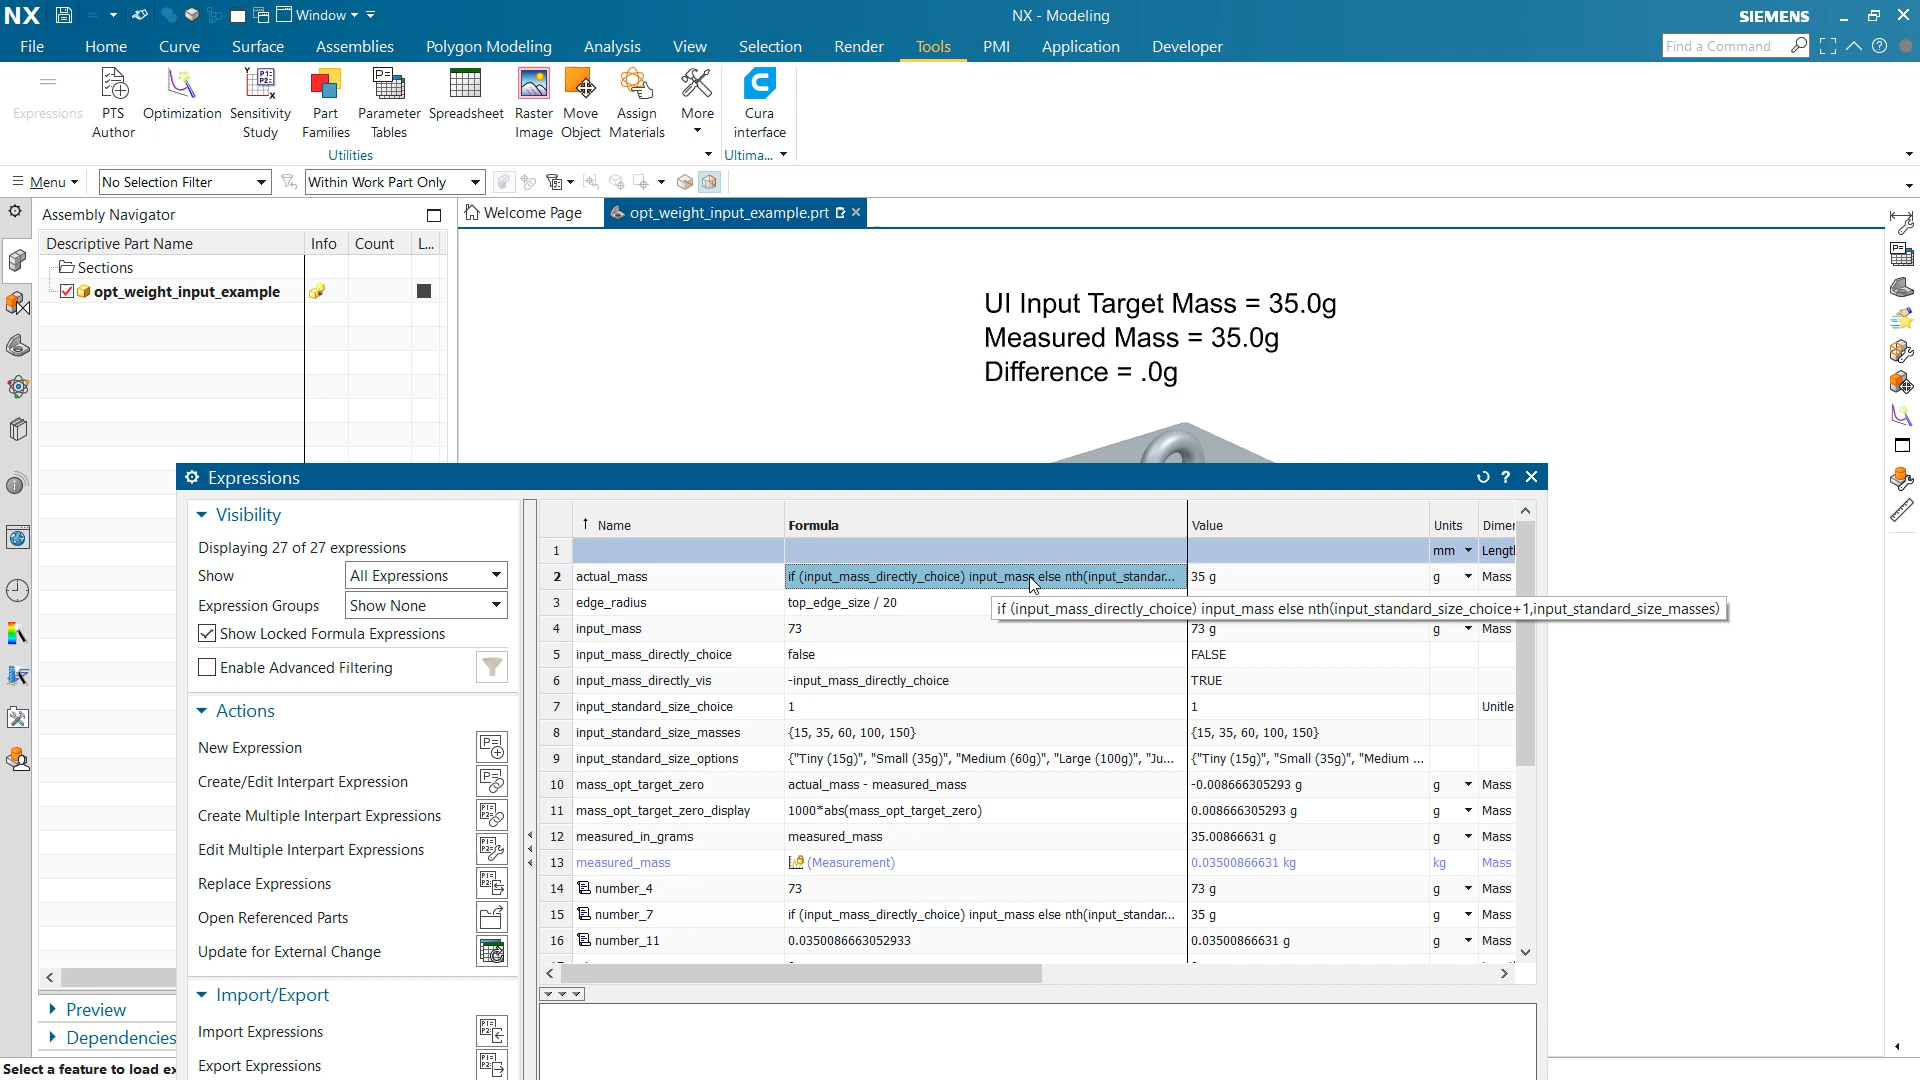 NX
Window
NX - Modeling
SIEMENS
File
Home
Curve
Surface
Assemblies
Polygon Modeling
Analysis
View
Selection
Render
Tools
PMI
Application
Developer
Find a Command
Expressions
PTS Author
Optimization
Sensitivity Study
Part Families
Parameter Tables
Spreadsheet
Raster Image
Move Object
Assign Materials
More
Cura interface
Utilities
Ultima...
Menu
No Selection Filter
Within Work Part Only
Assembly Navigator
Welcome Page
opt_weight_input_example.prt
Descriptive Part Name Info Count L...
Sections
opt_weight_input_example
UI Input Target Mass = 35.0g
Measured Mass = 35.0g
Difference = .0g
Expressions
Visibility
Displaying 27 of 27 expressions
Show All Expressions
Expression Groups Show None
Show Locked Formula Expressions
Enable Advanced Filtering
Actions
New Expression
Create/Edit Interpart Expression
Create Multiple Interpart Expressions
Edit Multiple Interpart Expressions
Replace Expressions
Open Referenced Parts
Update for External Change
Import/Export
Import Expressions
Export Expressions
↑ Name Formula Value Units Dimer
1 mm Lengtl
2 actual_mass if (input_mass_directly_choice) input_mass else nth(input_standar... 35 g g Mass
3 edge_radius top_edge_size / 20
if (input_mass_directly_choice) input_mass else nth(input_standard_size_choice+1,input_standard_size_masses)
4 input_mass 73 73 g g Mass
5 input_mass_directly_choice false FALSE
6 input_mass_directly_vis -input_mass_directly_choice TRUE
7 input_standard_size_choice 1 1 Unitle
8 input_standard_size_masses {15, 35, 60, 100, 150} {15, 35, 60, 100, 150}
9 input_standard_size_options {"Tiny (15g)", "Small (35g)", "Medium (60g)", "Large (100g)", "Ju... {"Tiny (15g)", "Small (35g)", "Medium ...
10 mass_opt_target_zero actual_mass - measured_mass -0.008666305293 g g Mass
11 mass_opt_target_zero_display 1000*abs(mass_opt_target_zero) 0.008666305293 g g Mass
12 measured_in_grams measured_mass 35.00866631 g g Mass
13 measured_mass (Measurement) 0.03500866631 kg kg Mass
14 number_4 73 73 g g Mass
15 number_7 if (input_mass_directly_choice) input_mass else nth(input_standar... 35 g g Mass
16 number_11 0.0350086663052933 0.03500866631 g g Mass
Preview
Dependencies
Select a feature to load ex